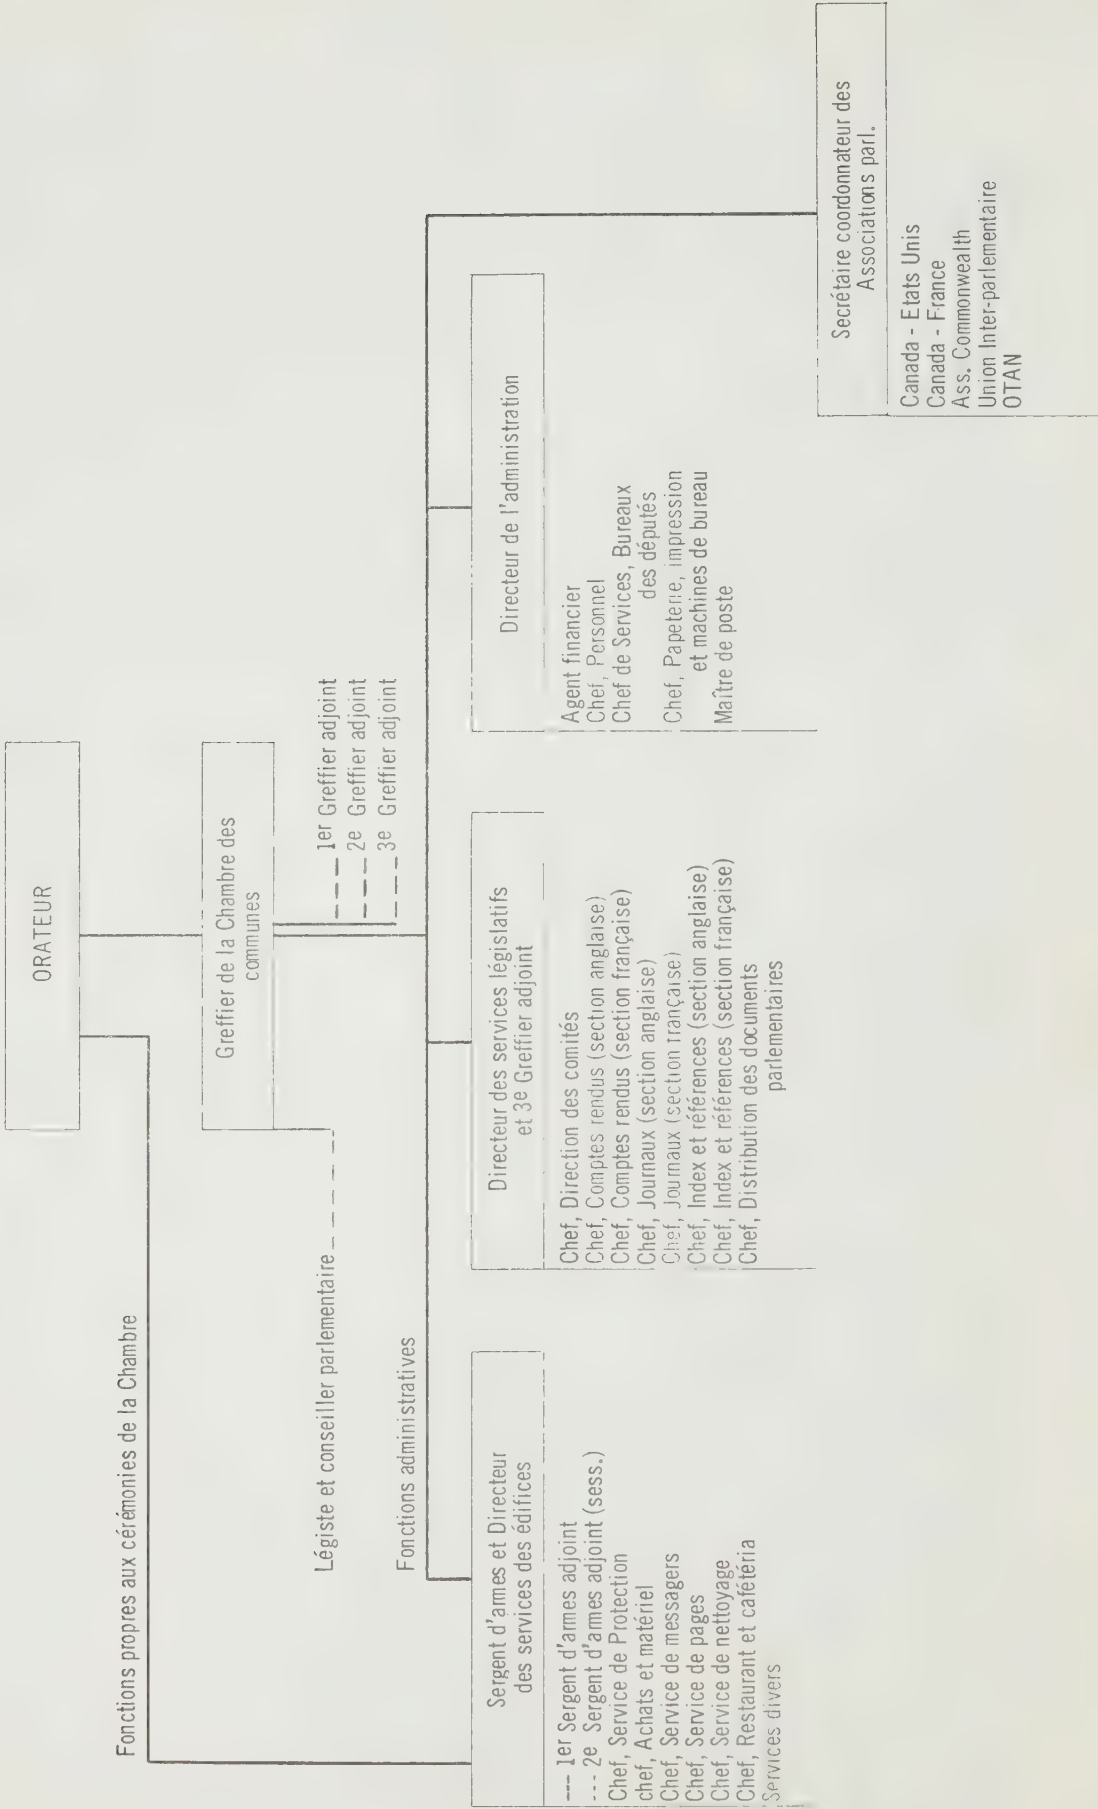 ORATEUR
Fonctions propres aux cérémonies de la Chambre
Greffier de la Chambre des
communes
1er Greffier adjoint
2e Greffier adjoint
3e Greffier adjoint
Légiste et conseiller parlementaire
Fonctions administratives
Sergent d'armes et Directeur
des services des édifices
--- 1er Sergent d'armes adjoint
--- 2e Sergent d'armes adjoint (sess.)
Chef, Service de Protection
chef, Achats et matériel
Chef, Service de messagers
Chef, Service de pages
Chef, Service de nettoyage
Chef, Restaurant et cafétéria
Services divers
Directeur des services législatifs
et 3e Greffier adjoint
Chef, Direction des comités
Chef, Comptes rendus (section anglaise)
Chef, Comptes rendus (section française)
Chef, Journaux (section anglaise)
Chef, Journaux (section française)
Chef, Index et références (section anglaise)
Chef, Index et références (section française)
Chef, Distribution des documents
parlementaires
Directeur de l'administration
Agent financier
Chef, Personnel
Chef de Services, Bureaux
des députés
Chef, Papeterie, impression
et machines de bureau
Maître de poste
Secrétaire coordonnateur des
Associations parl.
Canada - Etats Unis
Canada - France
Ass. Commonwealth
Union Inter-parlementaire
OTAN